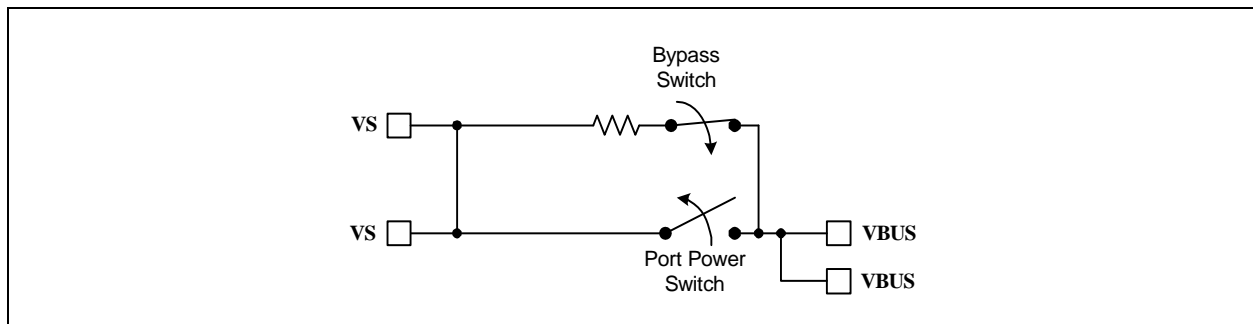 Bypass
Switch
VS
VS
VBUS
Port Power
Switch
VBUS